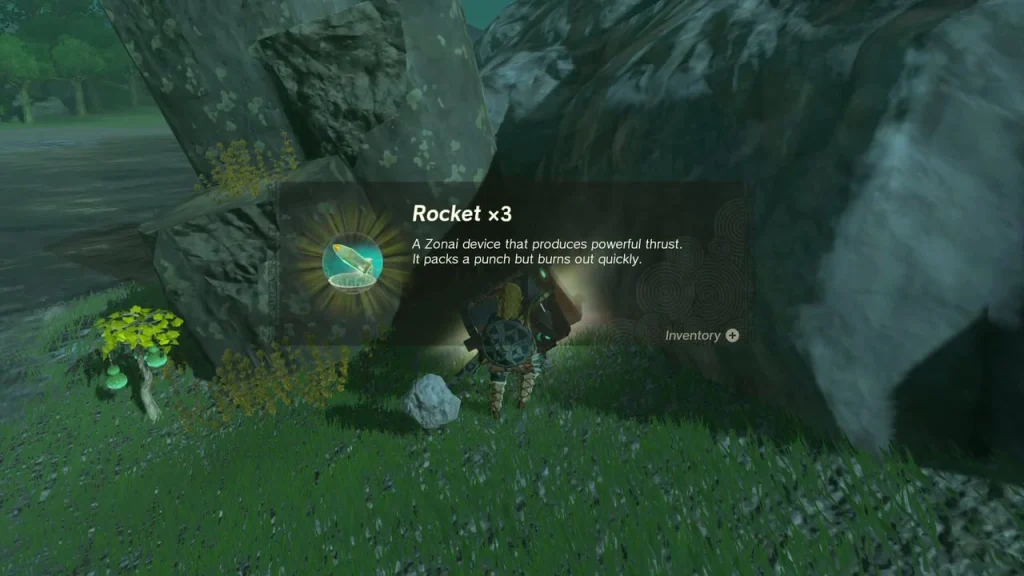 Rocket ×3
A Zonai device that produces powerful thrust.
It packs a punch but burns out quickly.
Inventory